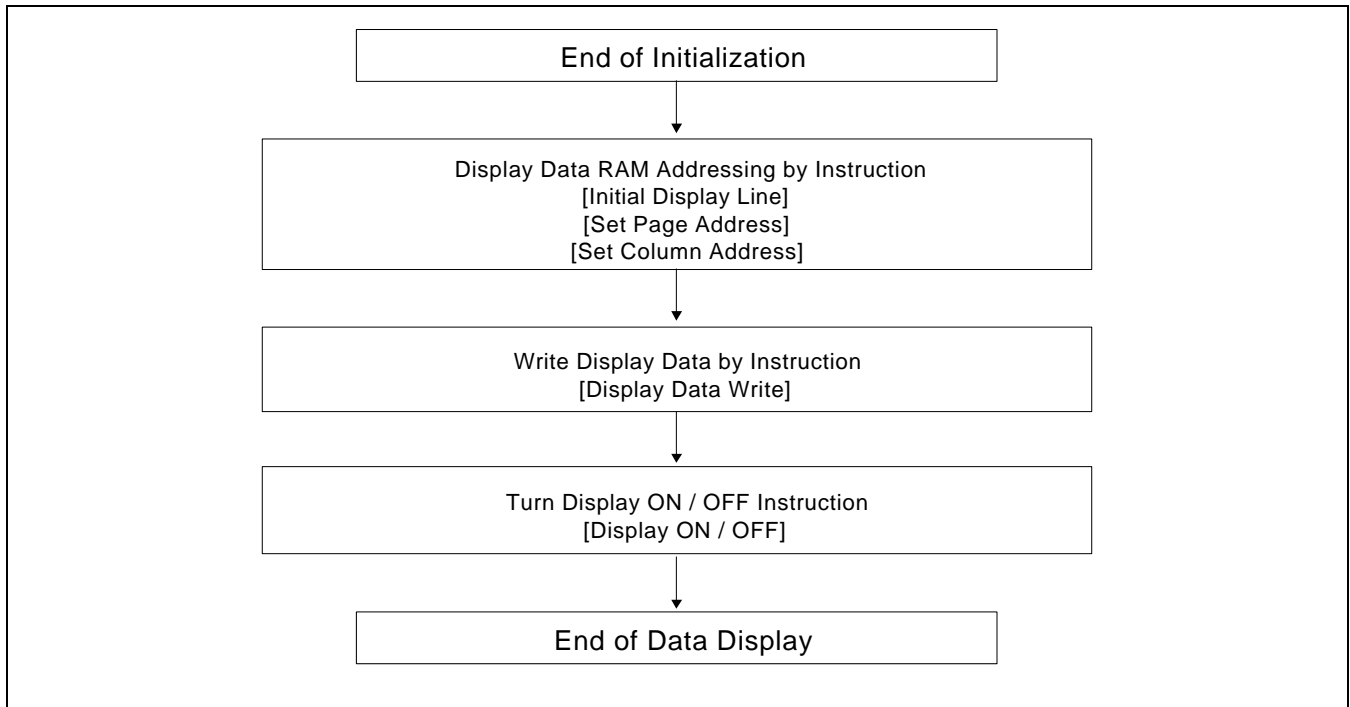 End of Initialization
Display Data RAM Addressing by Instruction
[Initial Display Line]
[Set Page Address]
[Set Column Address]
Write Display Data by Instruction
[Display Data Write]
Turn Display ON / OFF Instruction
[Display ON / OFF]
End of Data Display